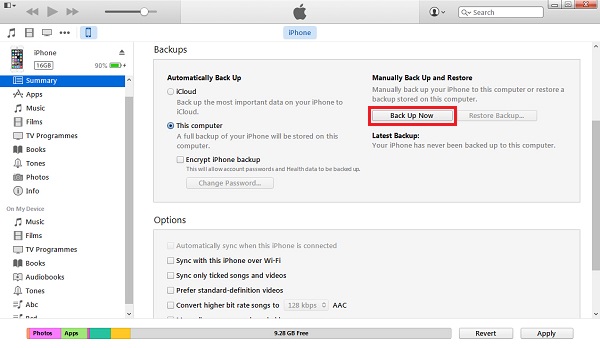 Search
iPhone
iPhone
16GB
90%
Summary
Apps
Music
Films
TV Programmes
Books
Tones
Photos
Info
On My Device
Music
Films
TV Programmes
Books
Audiobooks
Tones
Abc
Backups
Automatically Back Up
iCloud
Back up the most important data on your iPhone to
iCloud.
This computer
A full backup of your iPhone will be stored on this
computer.
Encrypt iPhone backup
This will allow account passwords and Health data to be backed up.
Change Password...
Manually Back Up and Restore
Manually back up your iPhone to this computer or restore a
backup stored on this computer.
Back Up Now
Restore Backup...
Latest Backup:
Your iPhone has never been backed up to this computer.
Options
Automatically sync when this iPhone is connected
Sync with this iPhone over Wi-Fi
Sync only ticked songs and videos
Prefer standard-definition videos
Convert higher bit rate songs to 128 kbps AAC
Photos
Apps
9.28 GB Free
Revert
Apply